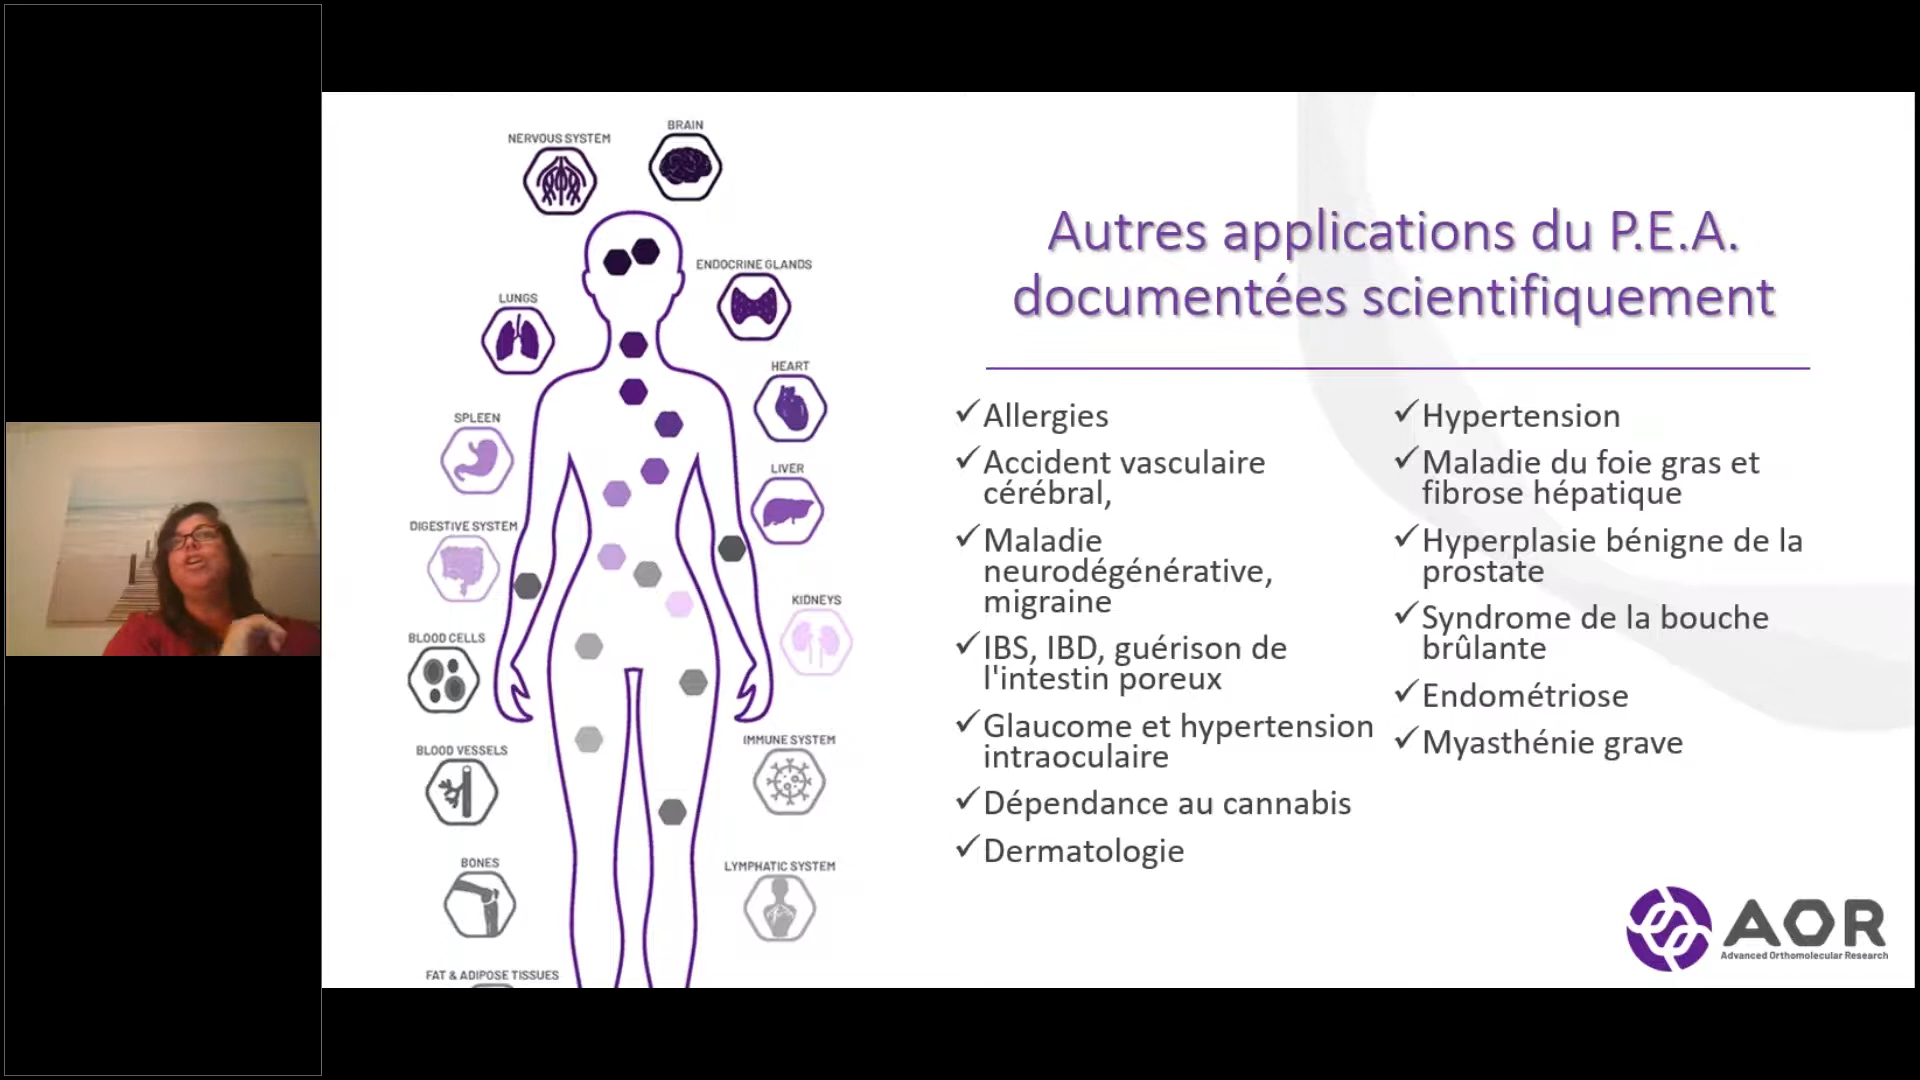 NERVOUS SYSTEM
BRAIN
ENDOCRINE GLANDS
LUNGS
HEART
SPLEEN
LIVER
DIGESTIVE SYSTEM
KIDNEYS
BLOOD CELLS
IMMUNE SYSTEM
BLOOD VESSELS
BONES
LYMPHATIC SYSTEM
FAT & ADIPOSE TISSUES
Autres applications du P.E.A.
documentées scientifiquement
✓Allergies
✓Accident vasculaire
cérébral,
✓Maladie
neurodégénérative,
migraine
✓IBS, IBD, guérison de
l'intestin poreux
✓Glaucome et hypertension
intraoculaire
✓Dépendance au cannabis
✓Dermatologie
✓Hypertension
✓Maladie du foie gras et
fibrose hépatique
✓Hyperplasie bénigne de la
prostate
✓Syndrome de la bouche
brûlante
✓Endométriose
✓Myasthénie grave
AOR
Advanced Orthomolecular Research